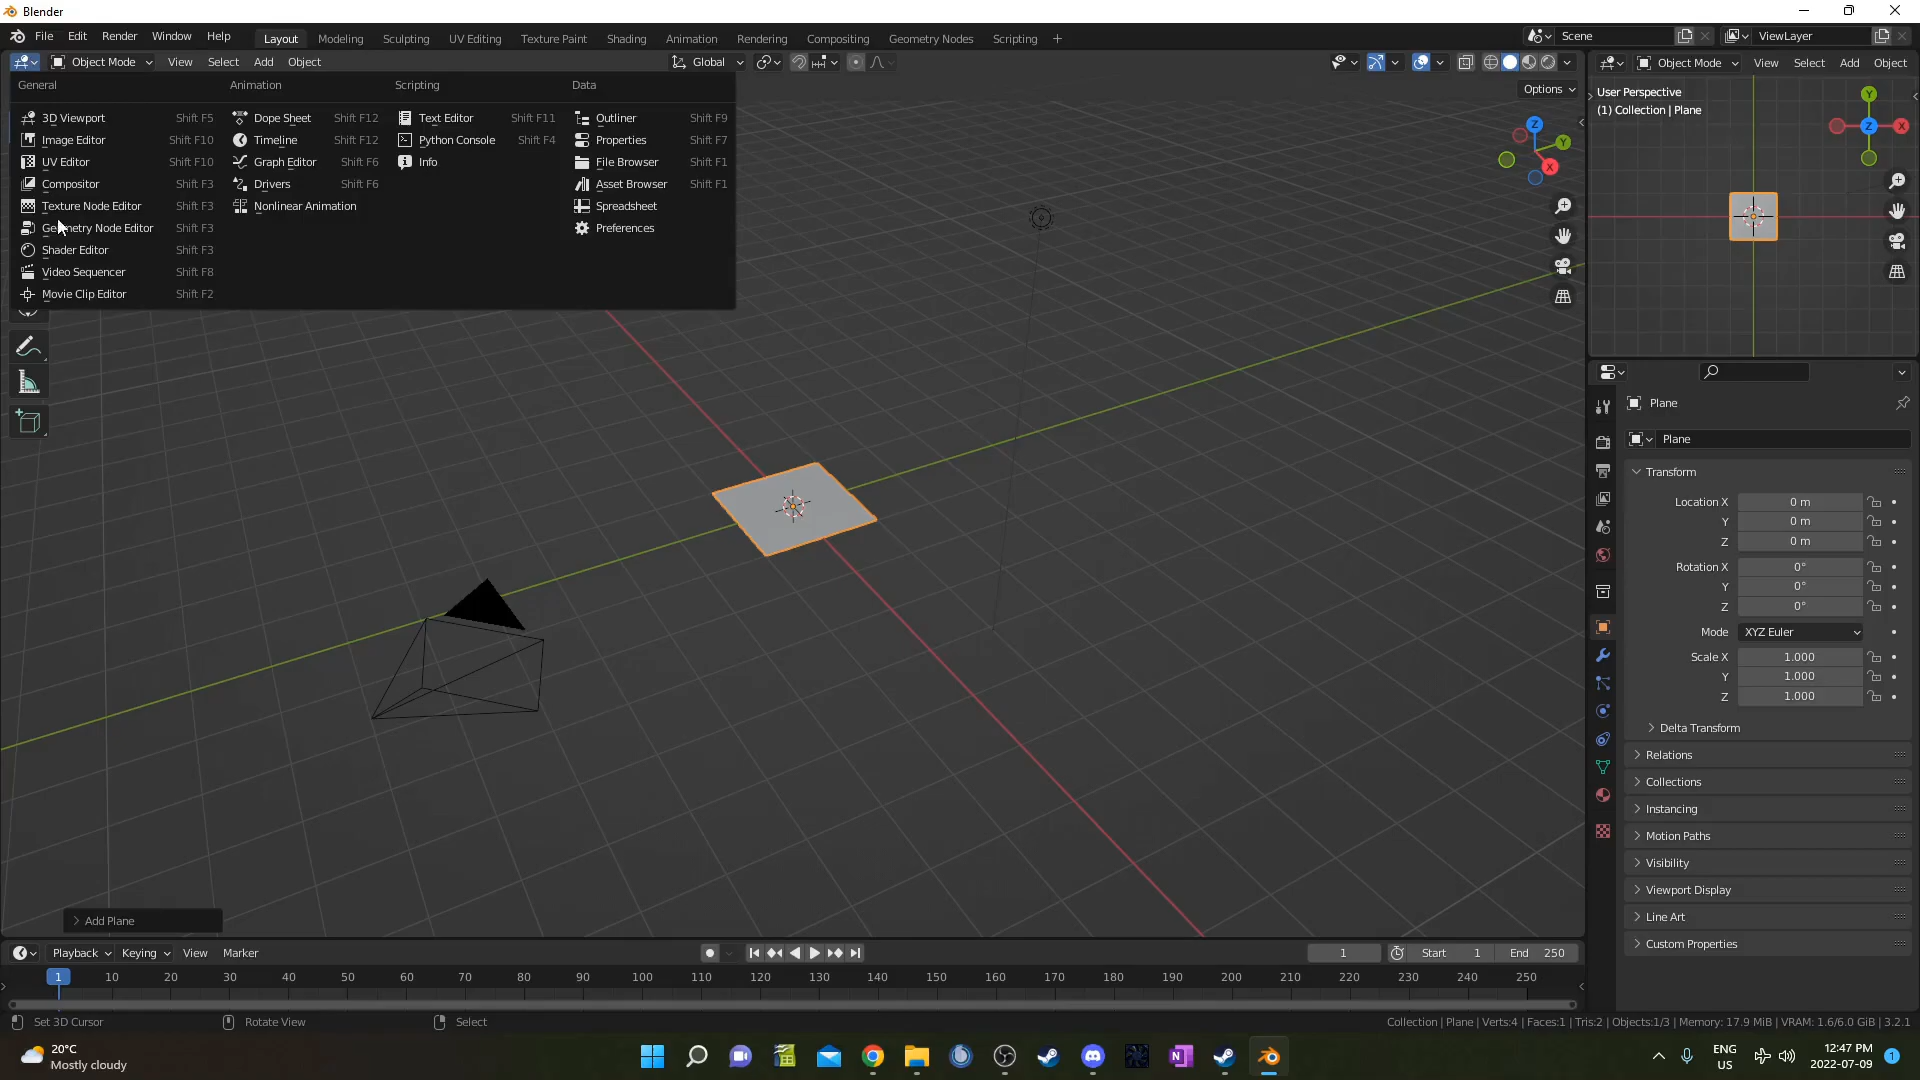 Blender
File Edit Render Window Help Layout Modeling Sculpting UV Editing Texture Paint Shading Animation Rendering Compositing Geometry Nodes Scripting + Scene ViewLayer
Object Mode View Select Add Object Global Object Mode View Select Add Object
General Animation Scripting Data
Options
3D Viewport Shift F5 Dope Sheet Shift F12 Text Editor Shift F11 Outliner Shift F9
Image Editor Shift F10 Timeline Shift F12 Python Console Shift F4 Properties Shift F7
UV Editor Shift F10 Graph Editor Shift F6 Info File Browser Shift F1
Compositor Shift F3 Drivers Shift F6 Asset Browser Shift F1
Texture Node Editor Shift F3 Nonlinear Animation Spreadsheet
Geometry Node Editor Shift F3 Preferences
Shader Editor Shift F3
Video Sequencer Shift F8
Movie Clip Editor Shift F2
Z Y X
User Perspective
(1) Collection | Plane
Y Z X
Plane
Plane
Transform
Location X 0 m
Y 0 m
Z 0 m
Rotation X 0°
Y 0°
Z 0°
Mode XYZ Euler
Scale X 1.000
Y 1.000
Z 1.000
Delta Transform
Relations
Collections
Instancing
Motion Paths
Visibility
Viewport Display
Line Art
Custom Properties
Add Plane
Playback Keying View Marker 1 Start 1 End 250
1 10 20 30 40 50 60 70 80 90 100 110 120 130 140 150 160 170 180 190 200 210 220 230 240 250
Set 3D Cursor Rotate View Select Collection | Plane | Verts:4 | Faces:1 | Tris:2 | Objects:1/3 | Memory: 17.9 MiB | VRAM: 1.6/6.0 GiB | 3.2.1
20°C
Mostly cloudy
ENG
US
12:47 PM
2022-07-09
1